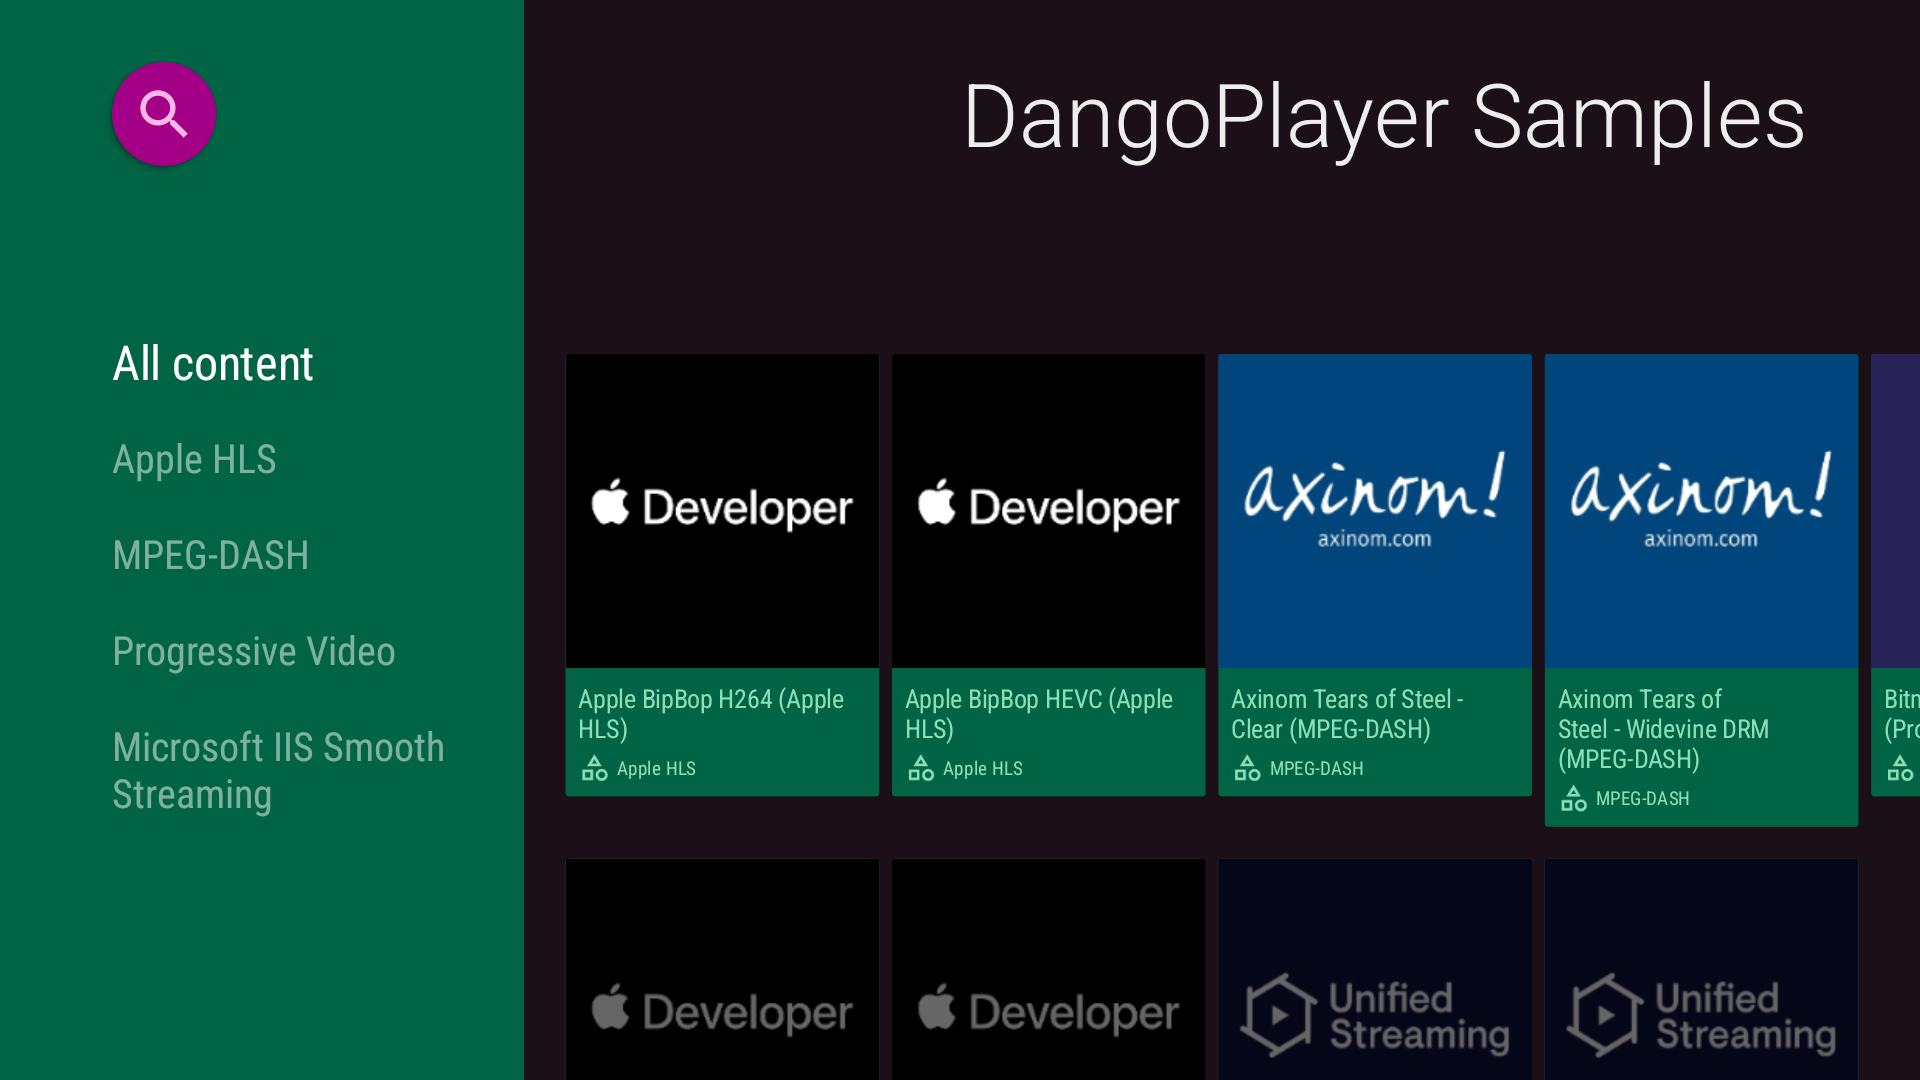 DangoPlayer Samples
All content
Apple HLS
MPEG-DASH
Progressive Video
Microsoft IIS Smooth
Streaming
Developer
Apple BipBop H264 (Apple
HLS)
Apple HLS
Developer
Apple BipBop HEVC (Apple
HLS)
Apple HLS
axinom!
axinom.com
Axinom Tears of Steel -
Clear (MPEG-DASH)
MPEG-DASH
axinom!
axinom.com
Axinom Tears of
Steel - Widevine DRM
(MPEG-DASH)
MPEG-DASH
Developer
Developer
Unified
Streaming
Unified
Streaming